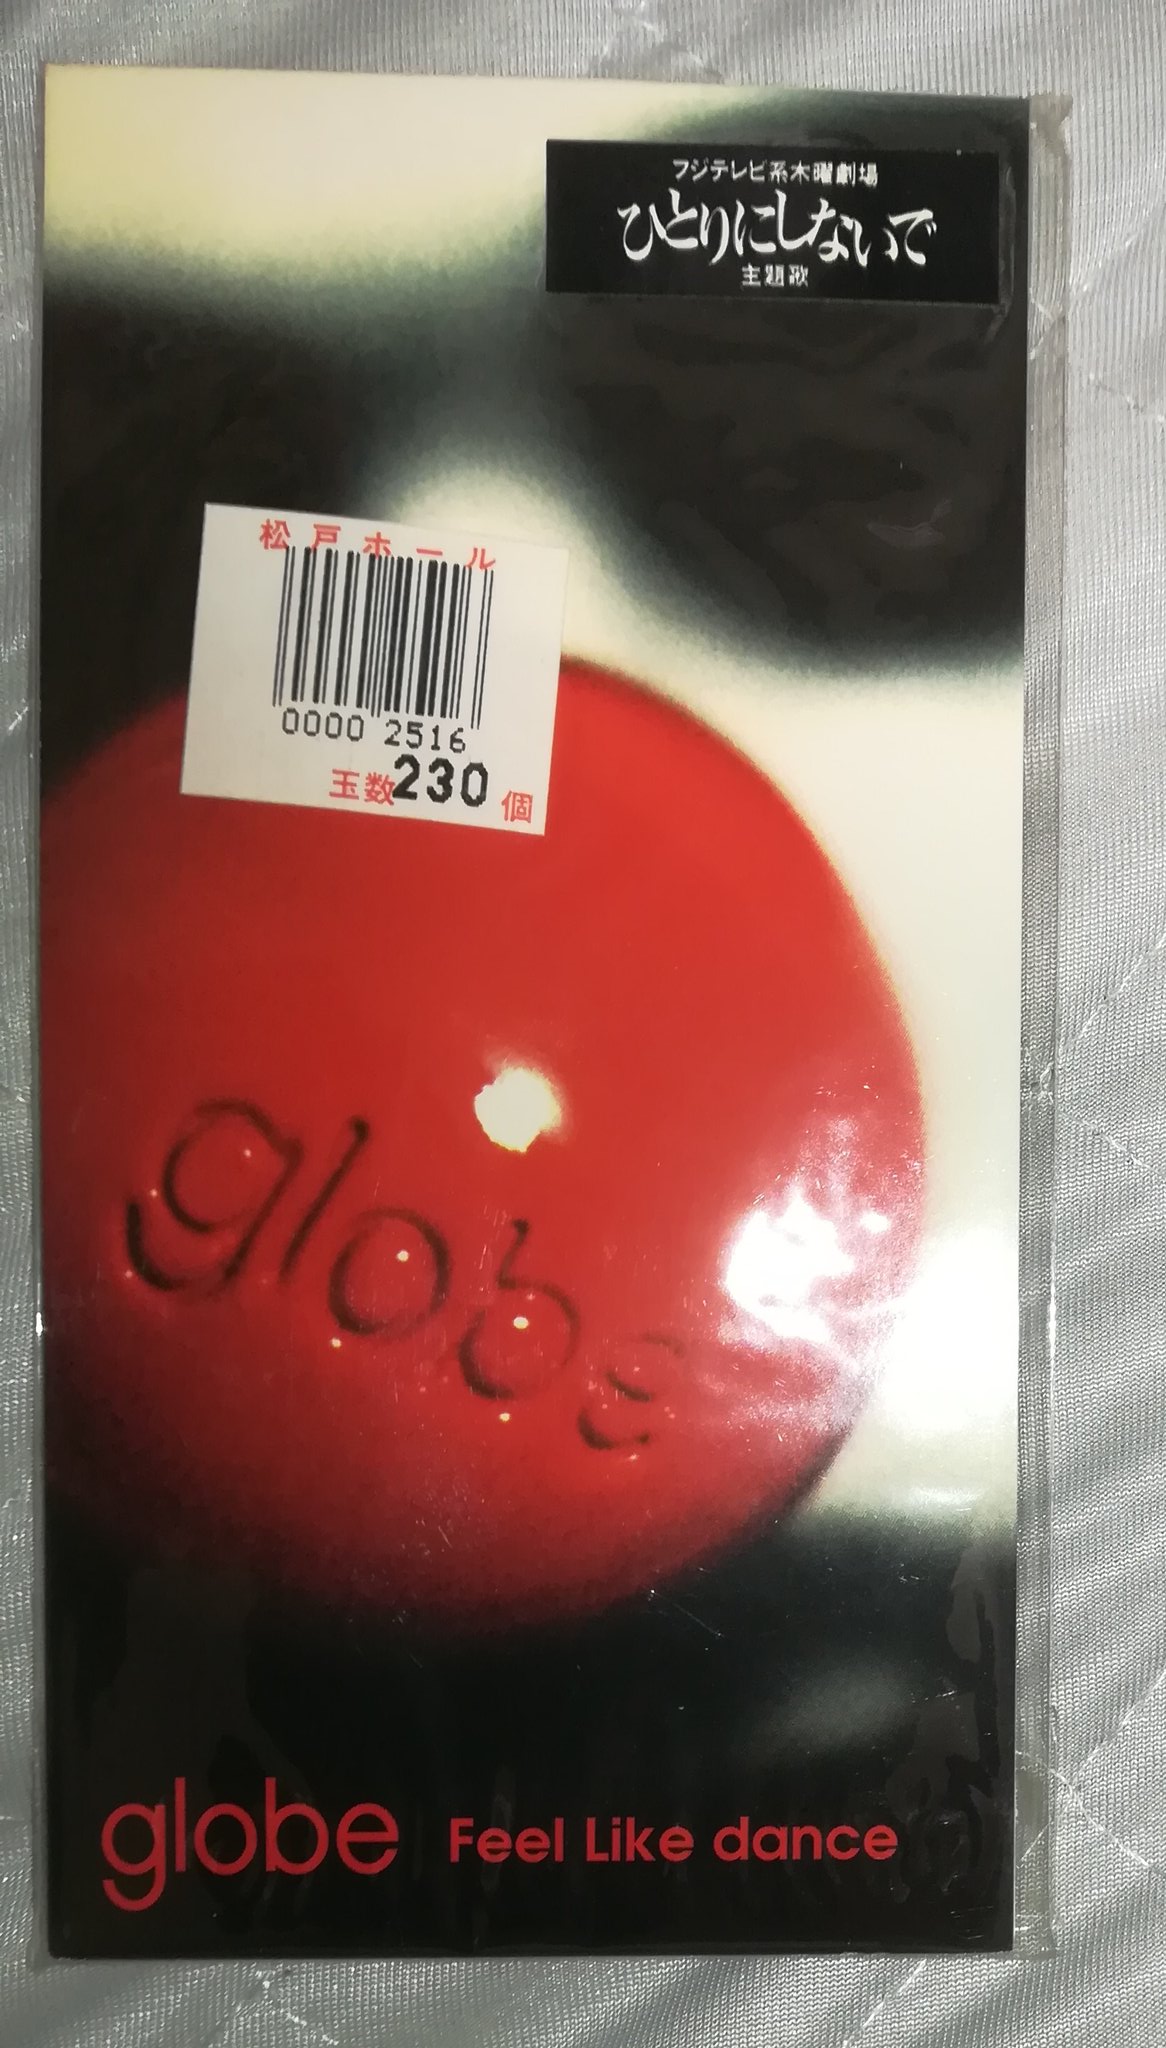 フジテレビ系木曜劇場
ひとりにしないで
主題歌
松戸ホール
0000 2516
玉数230個
globe
globe Feel Like dance